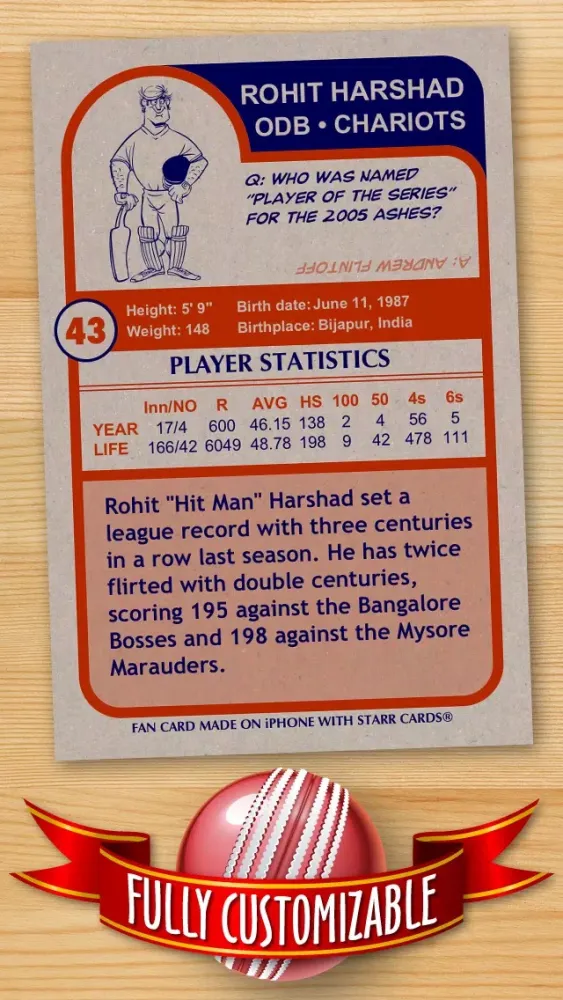 ROHIT HARSHAD
ODB • CHARIOTS
Q: WHO WAS NAMED
"PLAYER OF THE SERIES"
FOR THE 2005 ASHES?
A: ANDREW FLINTOFF
43
Height: 5' 9" Birth date: June 11, 1987
Weight: 148 Birthplace: Bijapur, India
PLAYER STATISTICS
Inn/NO R AVG HS 100 50 4s 6s
YEAR 17/4 600 46.15 138 2 4 56 5
LIFE 166/42 6049 48.78 198 9 42 478 111
Rohit "Hit Man" Harshad set a
league record with three centuries
in a row last season. He has twice
flirted with double centuries,
scoring 195 against the Bangalore
Bosses and 198 against the Mysore
Marauders.
FAN CARD MADE ON iPHONE WITH STARR CARDS®
FULLY CUSTOMIZABLE